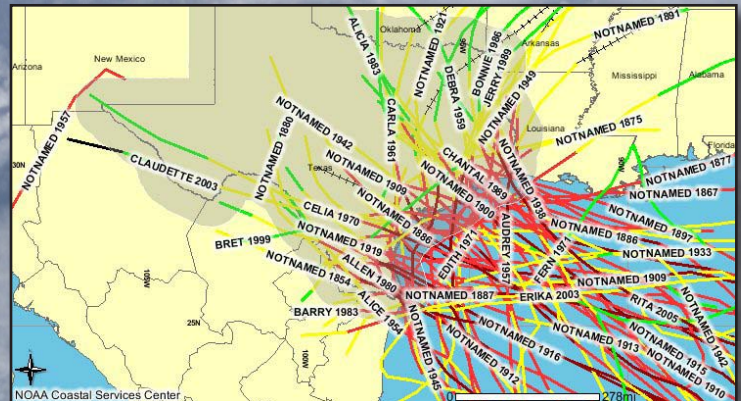 Oklahoma
Arkansas
New Mexico
Arizona
Mississippi
Alabama
Louisiana
Florida
Texas
ALICIA 1983
NOTNAMED 1921
BONNIE 1986
JERRY 1989
DEBRA 1959
NOTNAMED 1949
NOTNAMED 1891
NOTNAMED 1875
CARLA 1961
NOTNAMED 1957
NOTNAMED 1942
NOTNAMED 1880
CLAUDETTE 2003
CHANTAL 1989
NOTNAMED 1938
NOTNAMED 1909
NOTNAMED 1900
NOTNAMED 1877
NOTNAMED 1867
CELIA 1970
NOTNAMED 1886
NOTNAMED 1897
NOTNAMED 1886
BRET 1999
NOTNAMED 1919
EDITH 1971
AUDREY 1957
FERN 1971
NOTNAMED 1933
NOTNAMED 1854
ALLEN 1980
NOTNAMED 1909
ALICE 1954
NOTNAMED 1887
ERIKA 2003
RITA 2005
BARRY 1983
NOTNAMED 1945
NOTNAMED 1912
NOTNAMED 1916
NOTNAMED 1913
NOTNAMED 1915
NOTNAMED 1942
NOTNAMED 1910
30N
25N
105W
100W
95W
90W
NOAA Coastal Services Center
0
278mi